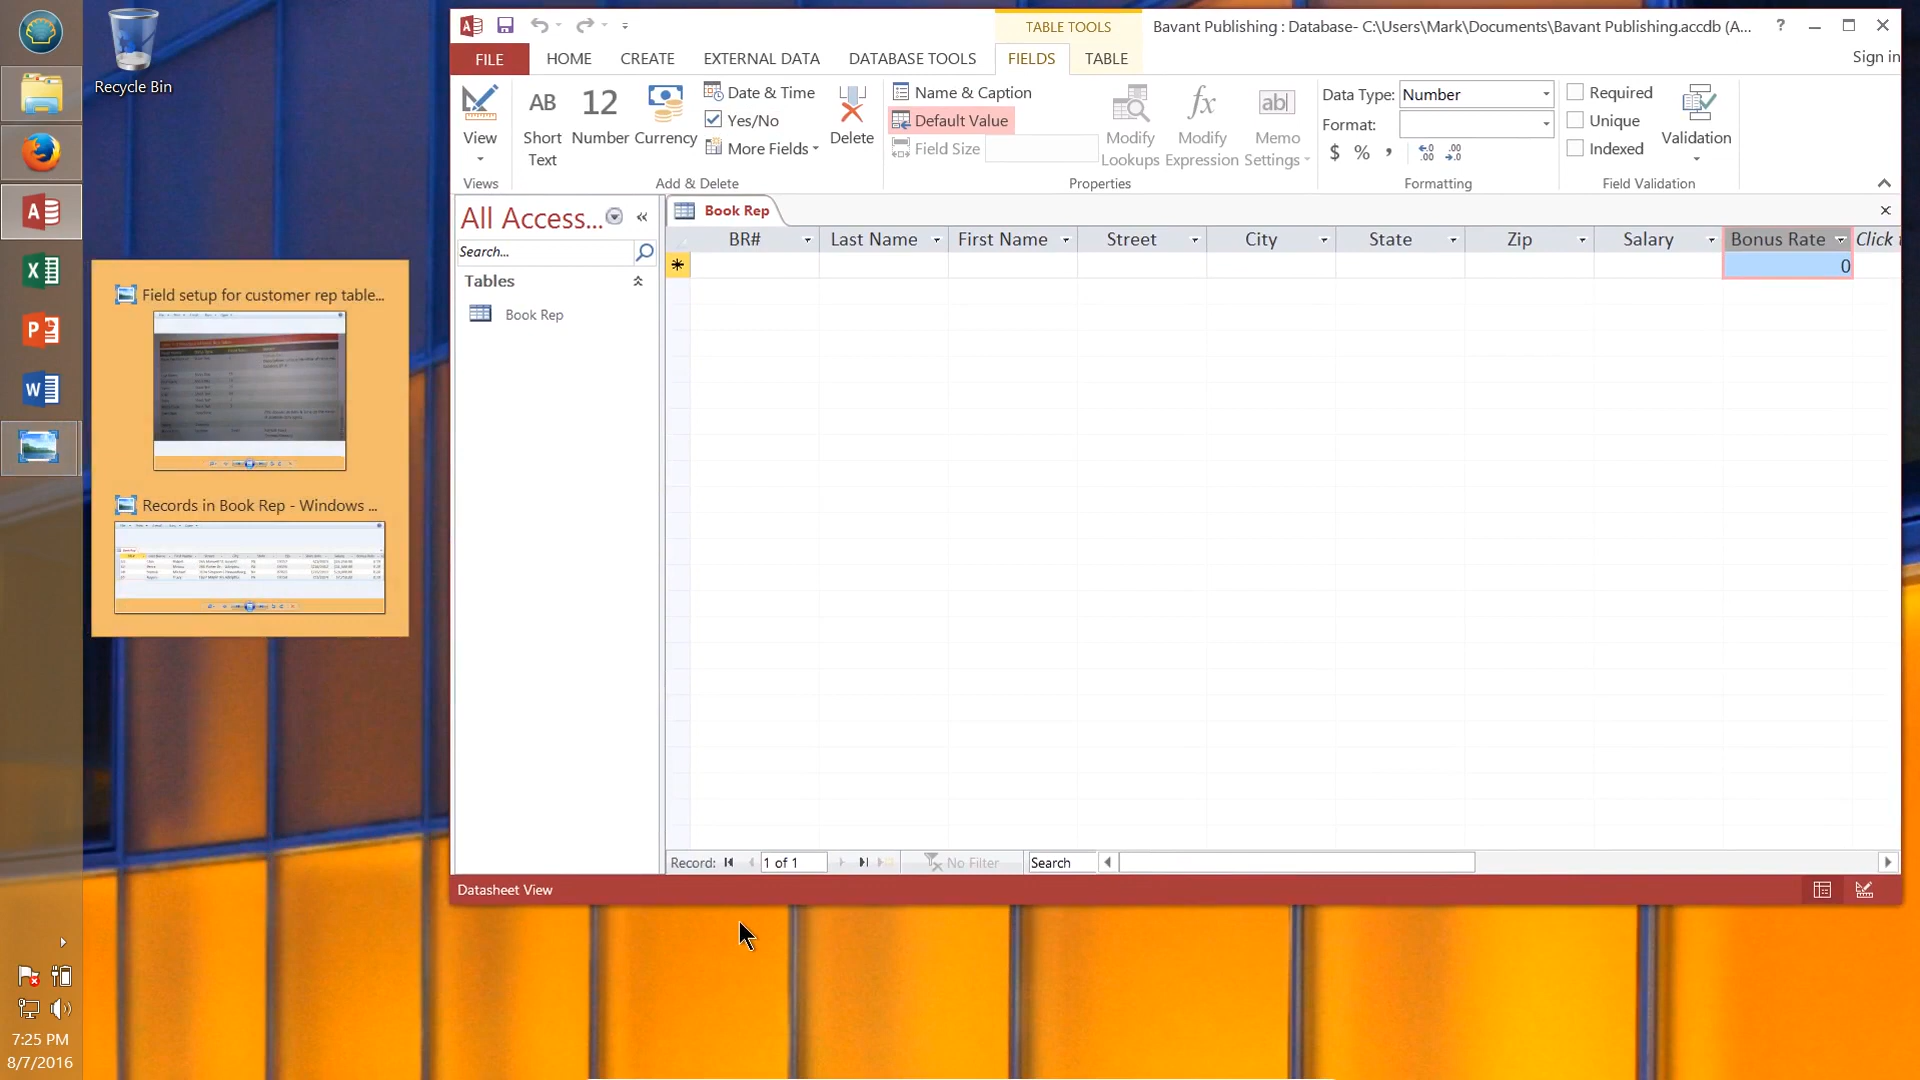 Recycle Bin
Field setup for customer rep table...
Records in Book Rep - Windows ...
7:25 PM
8/7/2016
TABLE TOOLS
Bavant Publishing : Database- C:\Users\Mark\Documents\Bavant Publishing.accdb (A...
?
FILE
HOME
CREATE
EXTERNAL DATA
DATABASE TOOLS
FIELDS
TABLE
Sign in
View
Views
AB
Short
Text
12
Number
Currency
Date & Time
Yes/No
More Fields
Delete
Add & Delete
Name & Caption
Default Value
Field Size
Modify
Lookups
fx
Modify
Expression
ab|
Memo
Settings
Properties
Data Type: Number
Format:
$ % , .00 .00
Formatting
Required
Unique
Indexed
Validation
Field Validation
All Access...
Search...
Tables
Book Rep
Book Rep
BR# Last Name First Name Street City State Zip Salary Bonus Rate Click
0
Record: 1 of 1 No Filter Search
Datasheet View